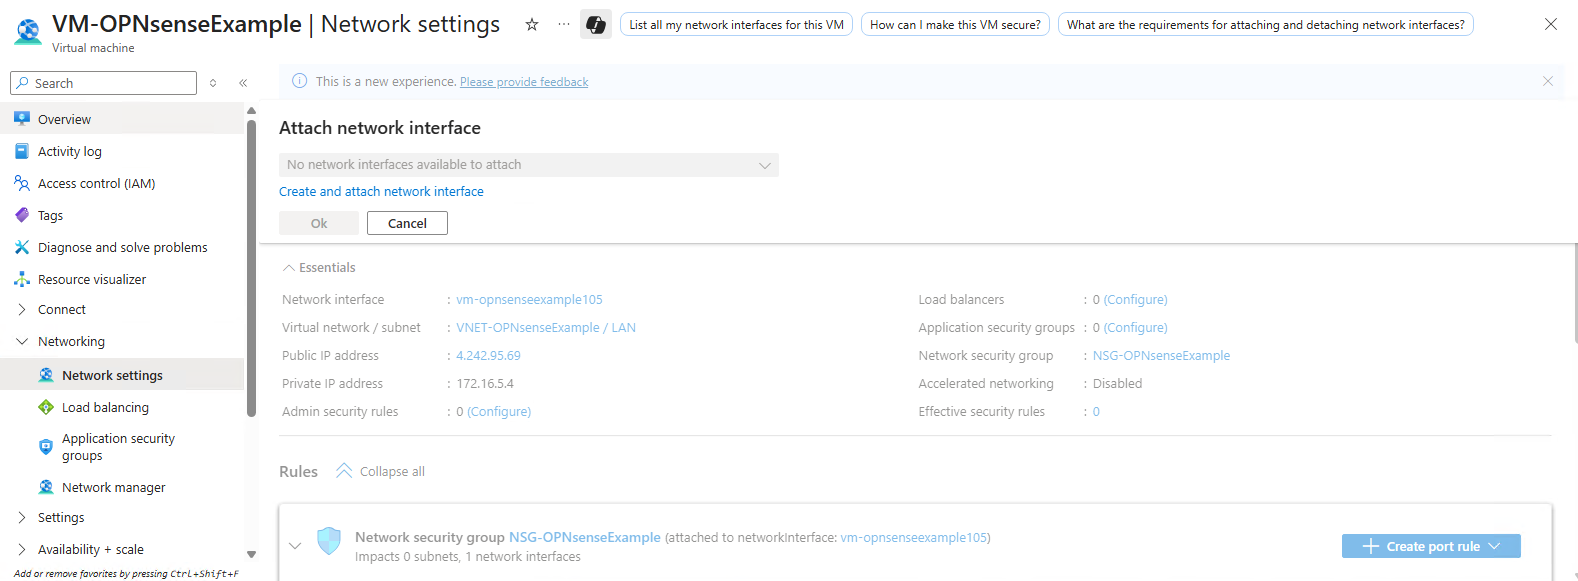 VM-OPNsenseExample | Network settings
Virtual machine
List all my network interfaces for this VM
How can I make this VM secure?
What are the requirements for attaching and detaching network interfaces?
Search
This is a new experience. Please provide feedback
Overview
Activity log
Access control (IAM)
Tags
Diagnose and solve problems
Resource visualizer
Connect
Networking
Network settings
Load balancing
Application security
groups
Network manager
Settings
Availability + scale
Add or remove favorites by pressing Ctrl+Shift+F
Attach network interface
No network interfaces available to attach
Create and attach network interface
Ok
Cancel
Essentials
Network interface : vm-opnsenseexample105
Virtual network / subnet : VNET-OPNsenseExample / LAN
Public IP address : 4.242.95.69
Private IP address : 172.16.5.4
Admin security rules : 0 (Configure)
Load balancers : 0 (Configure)
Application security groups : 0 (Configure)
Network security group : NSG-OPNsenseExample
Accelerated networking : Disabled
Effective security rules : 0
Rules
Collapse all
Network security group NSG-OPNsenseExample (attached to networkInterface: vm-opnsenseexample105)
Impacts 0 subnets, 1 network interfaces
Create port rule